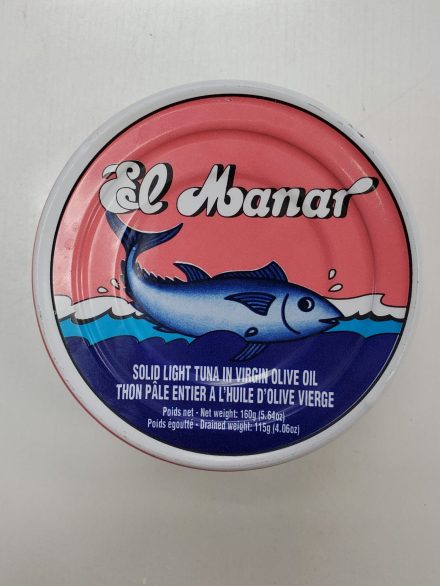 El Manar
SOLID LIGHT TUNA IN VIRGIN OLIVE OIL
THON PÂLE ENTIER A L'HUILE D'OLIVE VIERGE
Poids net - Net weight: 160g (5.64oz)
Poids égoutté - Drained weight: 115g (4.06oz)